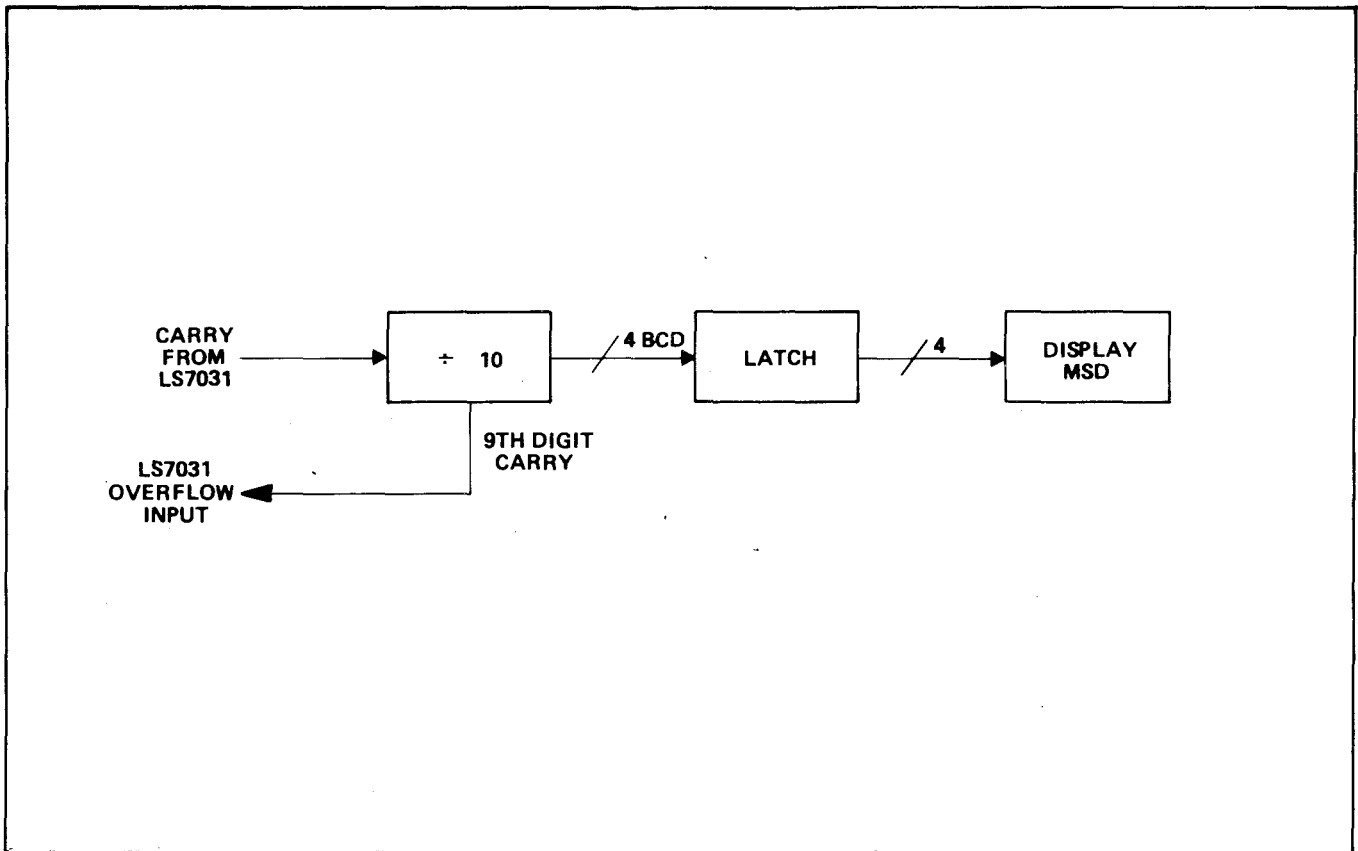 CARRY
FROM
LS7031
÷ 10
4 BCD
LATCH
4
DISPLAY
MSD
9TH DIGIT
CARRY
LS7031
OVERFLOW
INPUT